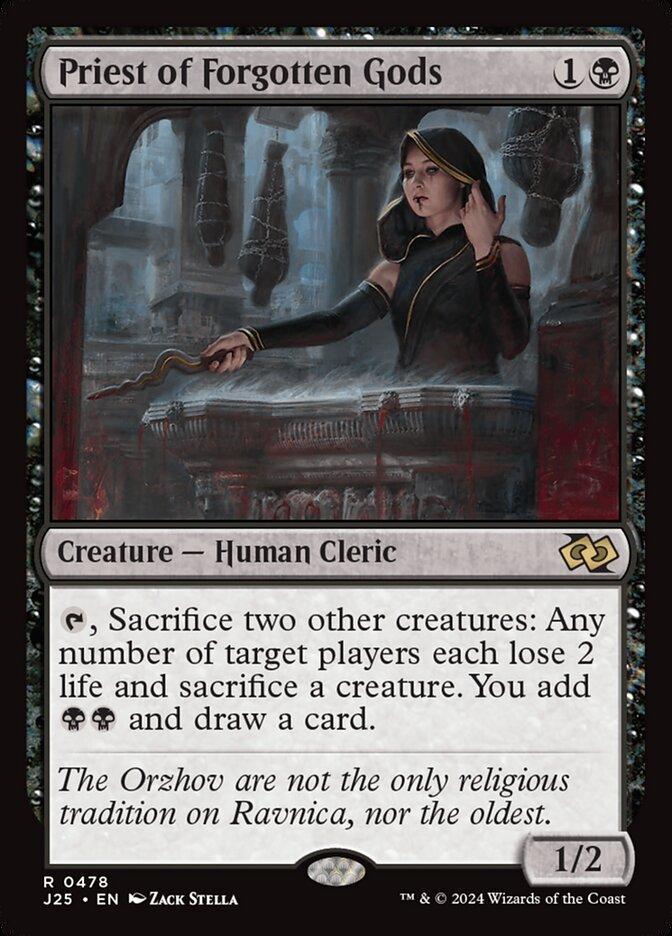 Priest of Forgotten Gods 1
Creature — Human Cleric
, Sacrifice two other creatures: Any
number of target players each lose 2
life and sacrifice a creature. You add
and draw a card.
The Orzhov are not the only religious
tradition on Ravnica, nor the oldest.
1/2
R 0478
J25 • EN Zack Stella
™ & © 2024 Wizards of the Coast